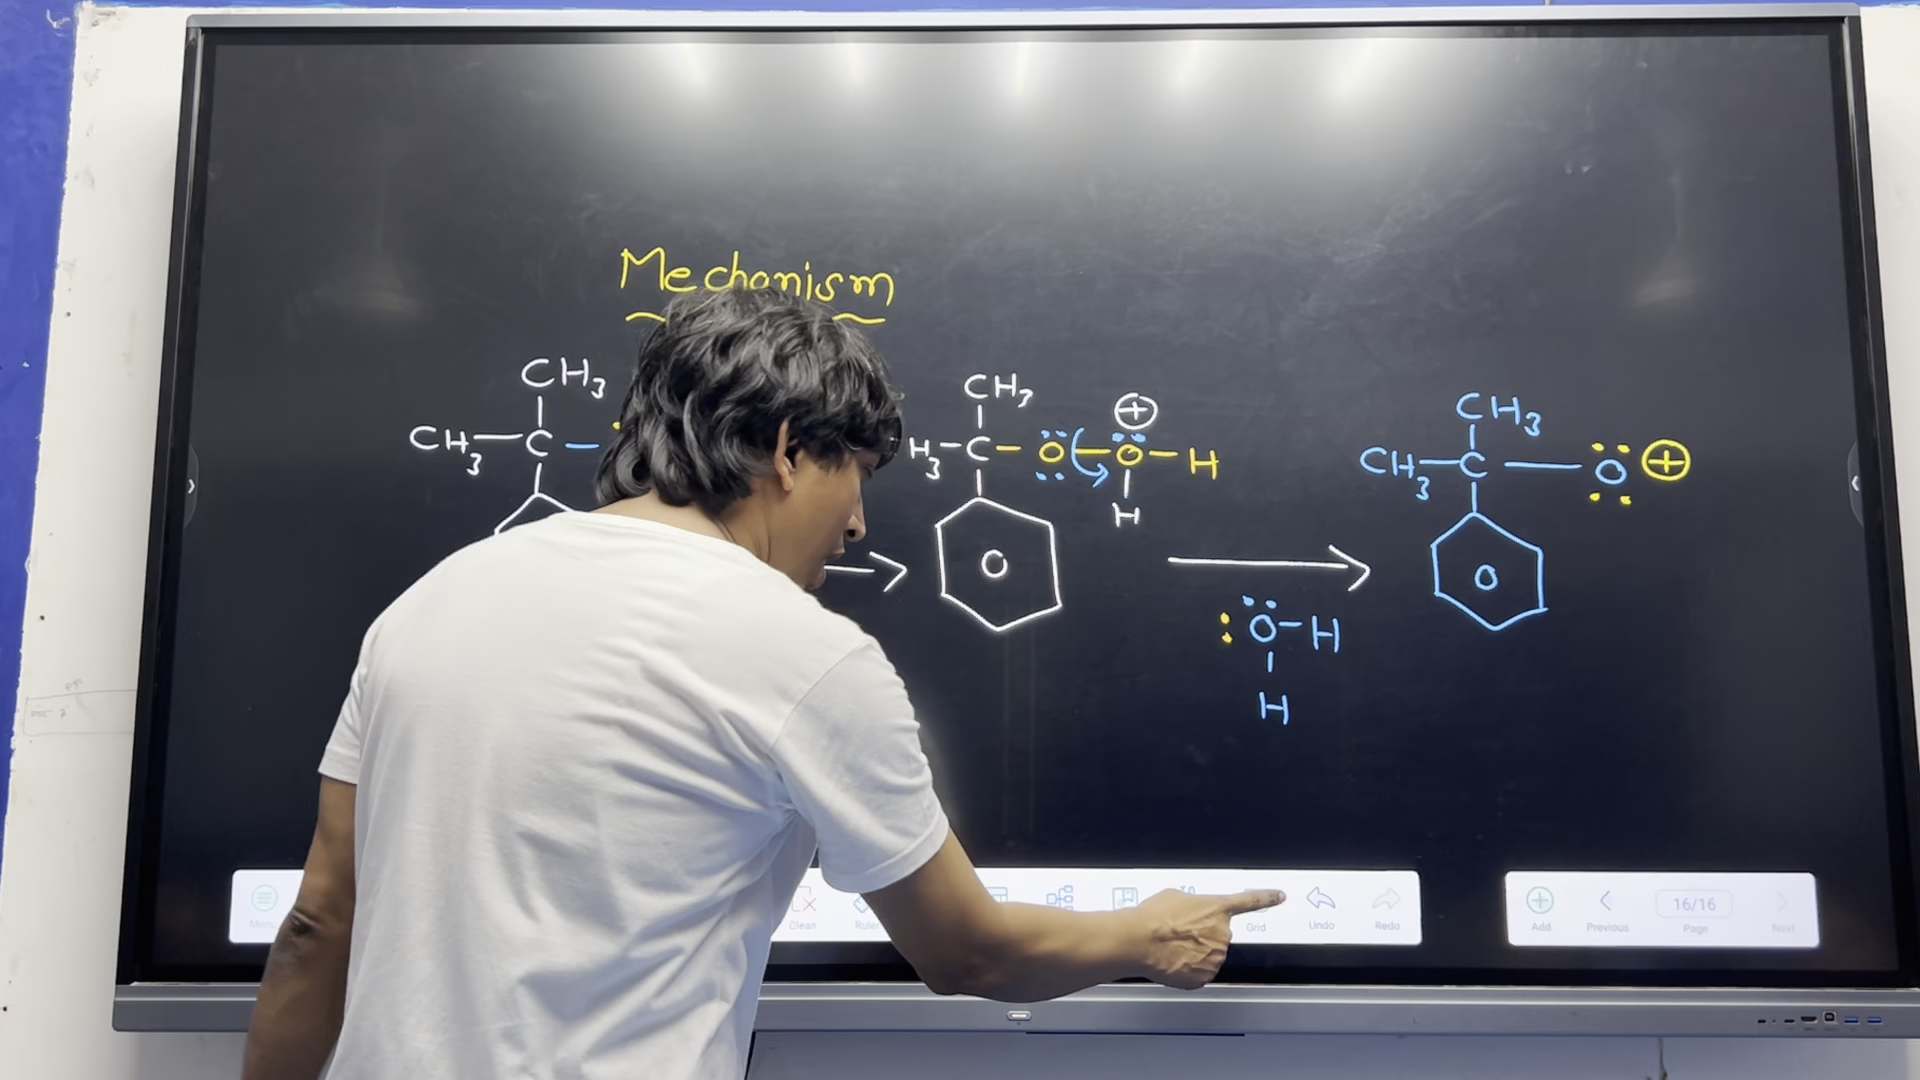 Mechanism
CH3
CH3
CH3
CH3-C-
H3-C-O-O-H
CH3-C-O
H
O-H
H
Clean
Ruler
Grid
Undo
Redo
Add
Previous
16/16
Page
Next